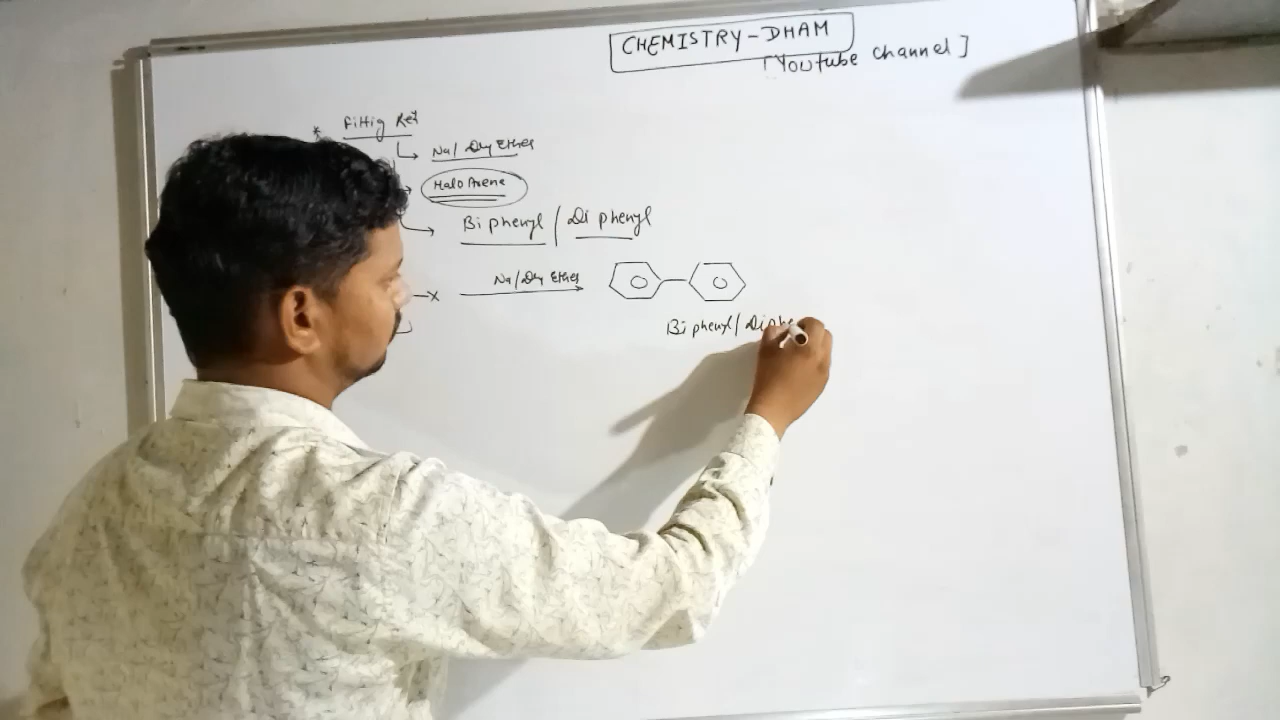 CHEMISTRY-DHAM
[Youtube channel]
* Fittig Rex^n
Na/Dry Ether
Halo Arene
Bi phenyl / Di phenyl
X Na/Dry Ether
Bi phenyl/Diphe